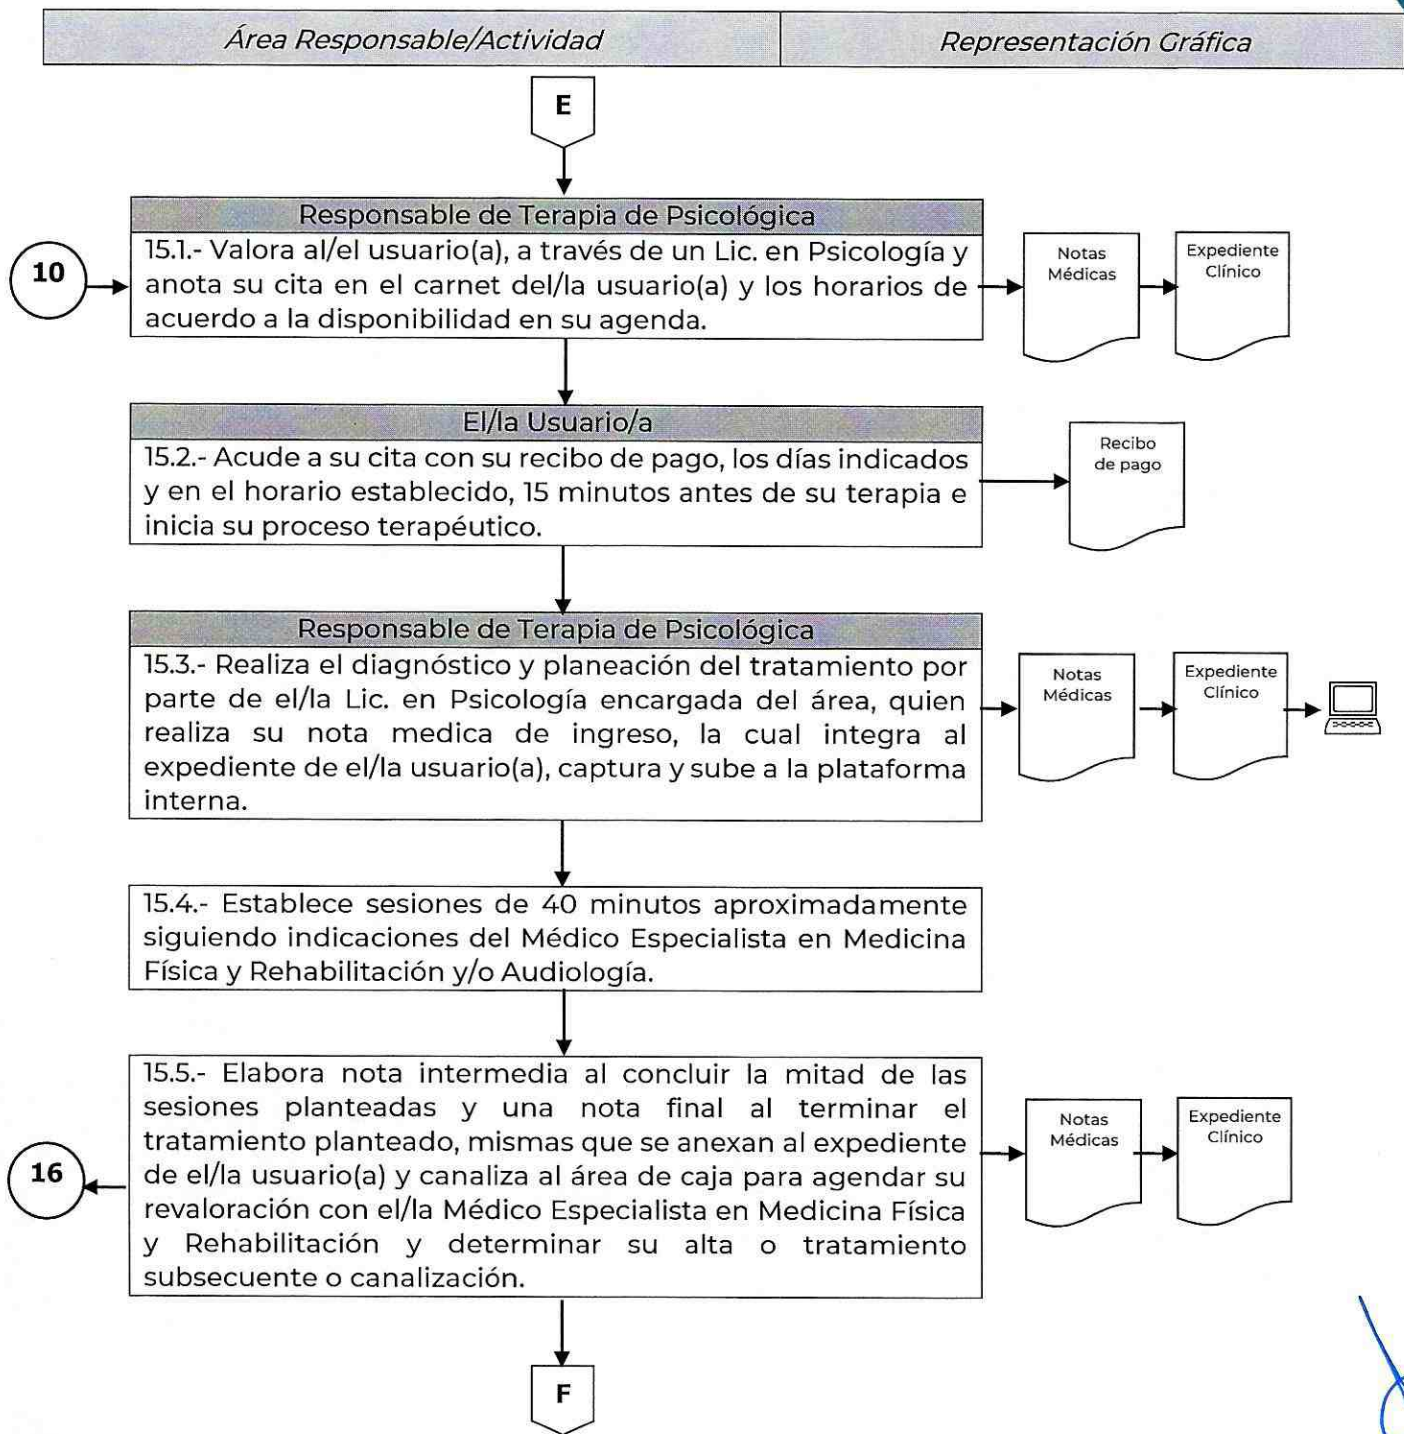 Área Responsable/Actividad
Representación Gráfica
E
Responsable de Terapia de Psicológica
10
15.1.- Valora al/el usuario(a), a través de un Lic. en Psicología y
anota su cita en el carnet del/la usuario(a) y los horarios de
acuerdo a la disponibilidad en su agenda.
Notas
Médicas
Expediente
Clínico
El/la Usuario/a
15.2.- Acude a su cita con su recibo de pago, los días indicados
y en el horario establecido, 15 minutos antes de su terapia e
inicia su proceso terapéutico.
Recibo
de pago
Responsable de Terapia de Psicológica
15.3.- Realiza el diagnóstico y planeación del tratamiento por
parte de el/la Lic. en Psicología encargada del área, quien
realiza su nota medica de ingreso, la cual integra al
expediente de el/la usuario(a), captura y sube a la plataforma
interna.
Notas
Médicas
Expediente
Clínico
15.4.- Establece sesiones de 40 minutos aproximadamente
siguiendo indicaciones del Médico Especialista en Medicina
Física y Rehabilitación y/o Audiología.
15.5.- Elabora nota intermedia al concluir la mitad de las
sesiones planteadas y una nota final al terminar el
tratamiento planteado, mismas que se anexan al expediente
de el/la usuario(a) y canaliza al área de caja para agendar su
revaloración con el/la Médico Especialista en Medicina Física
y Rehabilitación y determinar su alta o tratamiento
subsecuente o canalización.
16
Notas
Médicas
Expediente
Clínico
F